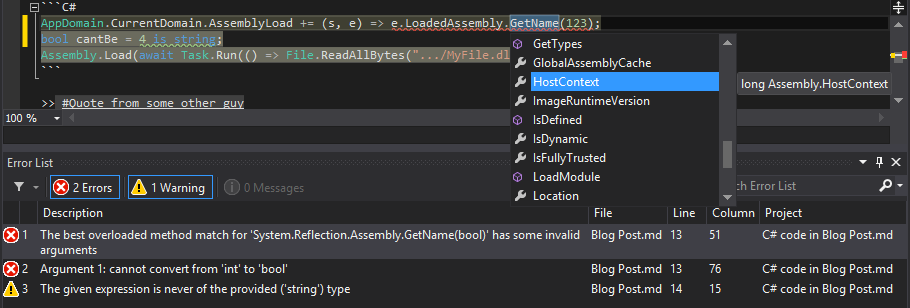 ```C#
AppDomain.CurrentDomain.AssemblyLoad += (s, e) => e.LoadedAssembly.GetName(123);
bool cantBe = 4 is string;
Assembly.Load(await Task.Run(() => File.ReadAllBytes(".../MyFile.dl
```
>> #Quote from some other guy
GetTypes
GlobalAssemblyCache
HostContext
ImageRuntimeVersion
IsDefined
IsDynamic
IsFullyTrusted
LoadModule
Location
long Assembly.HostContext
100 %
Error List
2 Errors
1 Warning
0 Messages
ch Error List
Description File Line Column Project
1 The best overloaded method match for 'System.Reflection.Assembly.GetName(bool)' has some invalid arguments Blog Post.md 13 51 C# code in Blog Post.md
2 Argument 1: cannot convert from 'int' to 'bool' Blog Post.md 13 76 C# code in Blog Post.md
3 The given expression is never of the provided ('string') type Blog Post.md 14 15 C# code in Blog Post.md